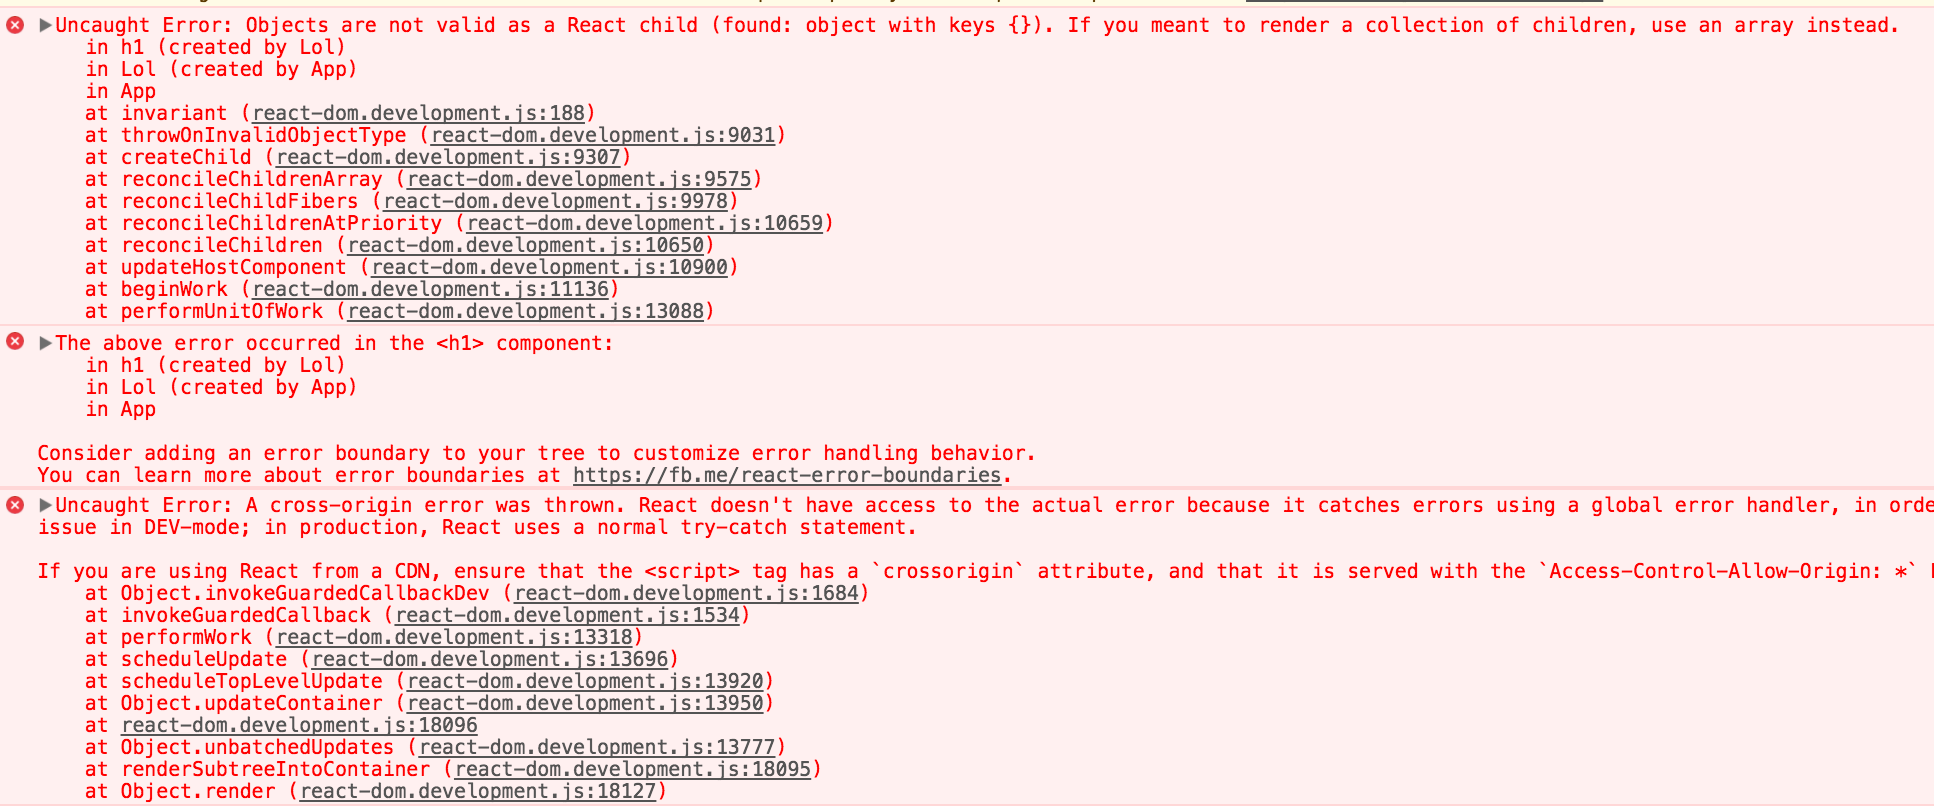 Uncaught Error: Objects are not valid as a React child (found: object with keys {}). If you meant to render a collection of children, use an array instead.
in h1 (created by Lol)
in Lol (created by App)
in App
at invariant (react-dom.development.js:188)
at throwOnInvalidObjectType (react-dom.development.js:9031)
at createChild (react-dom.development.js:9307)
at reconcileChildrenArray (react-dom.development.js:9575)
at reconcileChildFibers (react-dom.development.js:9978)
at reconcileChildrenAtPriority (react-dom.development.js:10659)
at reconcileChildren (react-dom.development.js:10650)
at updateHostComponent (react-dom.development.js:10900)
at beginWork (react-dom.development.js:11136)
at performUnitOfWork (react-dom.development.js:13088)
The above error occurred in the <h1> component:
in h1 (created by Lol)
in Lol (created by App)
in App
Consider adding an error boundary to your tree to customize error handling behavior.
You can learn more about error boundaries at https://fb.me/react-error-boundaries.
Uncaught Error: A cross-origin error was thrown. React doesn't have access to the actual error because it catches errors using a global error handler, in orde
issue in DEV-mode; in production, React uses a normal try-catch statement.
If you are using React from a CDN, ensure that the <script> tag has a `crossorigin` attribute, and that it is served with the `Access-Control-Allow-Origin: *`
at Object.invokeGuardedCallbackDev (react-dom.development.js:1684)
at invokeGuardedCallback (react-dom.development.js:1534)
at performWork (react-dom.development.js:13318)
at scheduleUpdate (react-dom.development.js:13696)
at scheduleTopLevelUpdate (react-dom.development.js:13920)
at Object.updateContainer (react-dom.development.js:13950)
at react-dom.development.js:18096
at Object.unbatchedUpdates (react-dom.development.js:13777)
at renderSubtreeIntoContainer (react-dom.development.js:18095)
at Object.render (react-dom.development.js:18127)